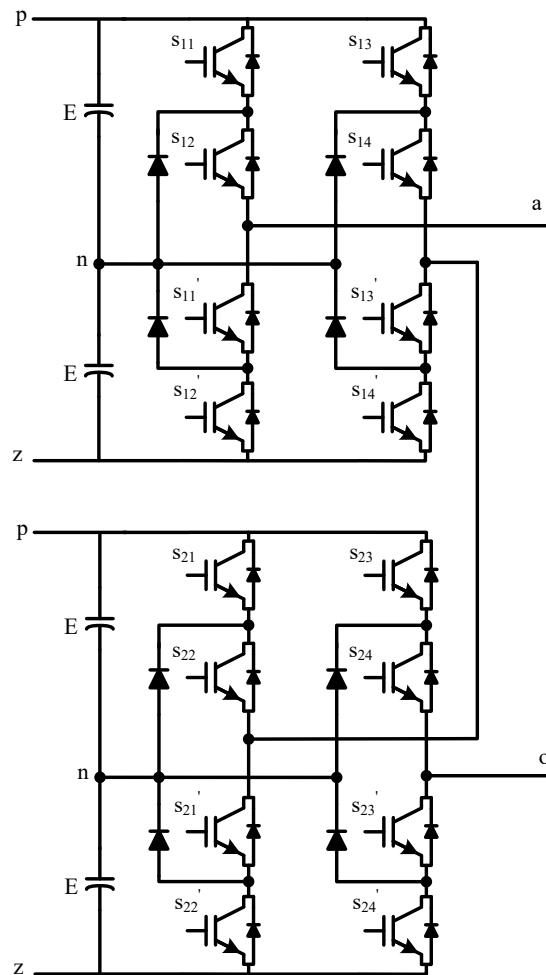 p
s₁₁
s₁₃
E
s₁₂
s₁₄
a
n
s₁₁'
s₁₃'
E
s₁₂'
s₁₄'
z
p
s₂₁
s₂₃
E
s₂₂
s₂₄
n
o
s₂₁'
s₂₃'
E
s₂₂'
s₂₄'
z